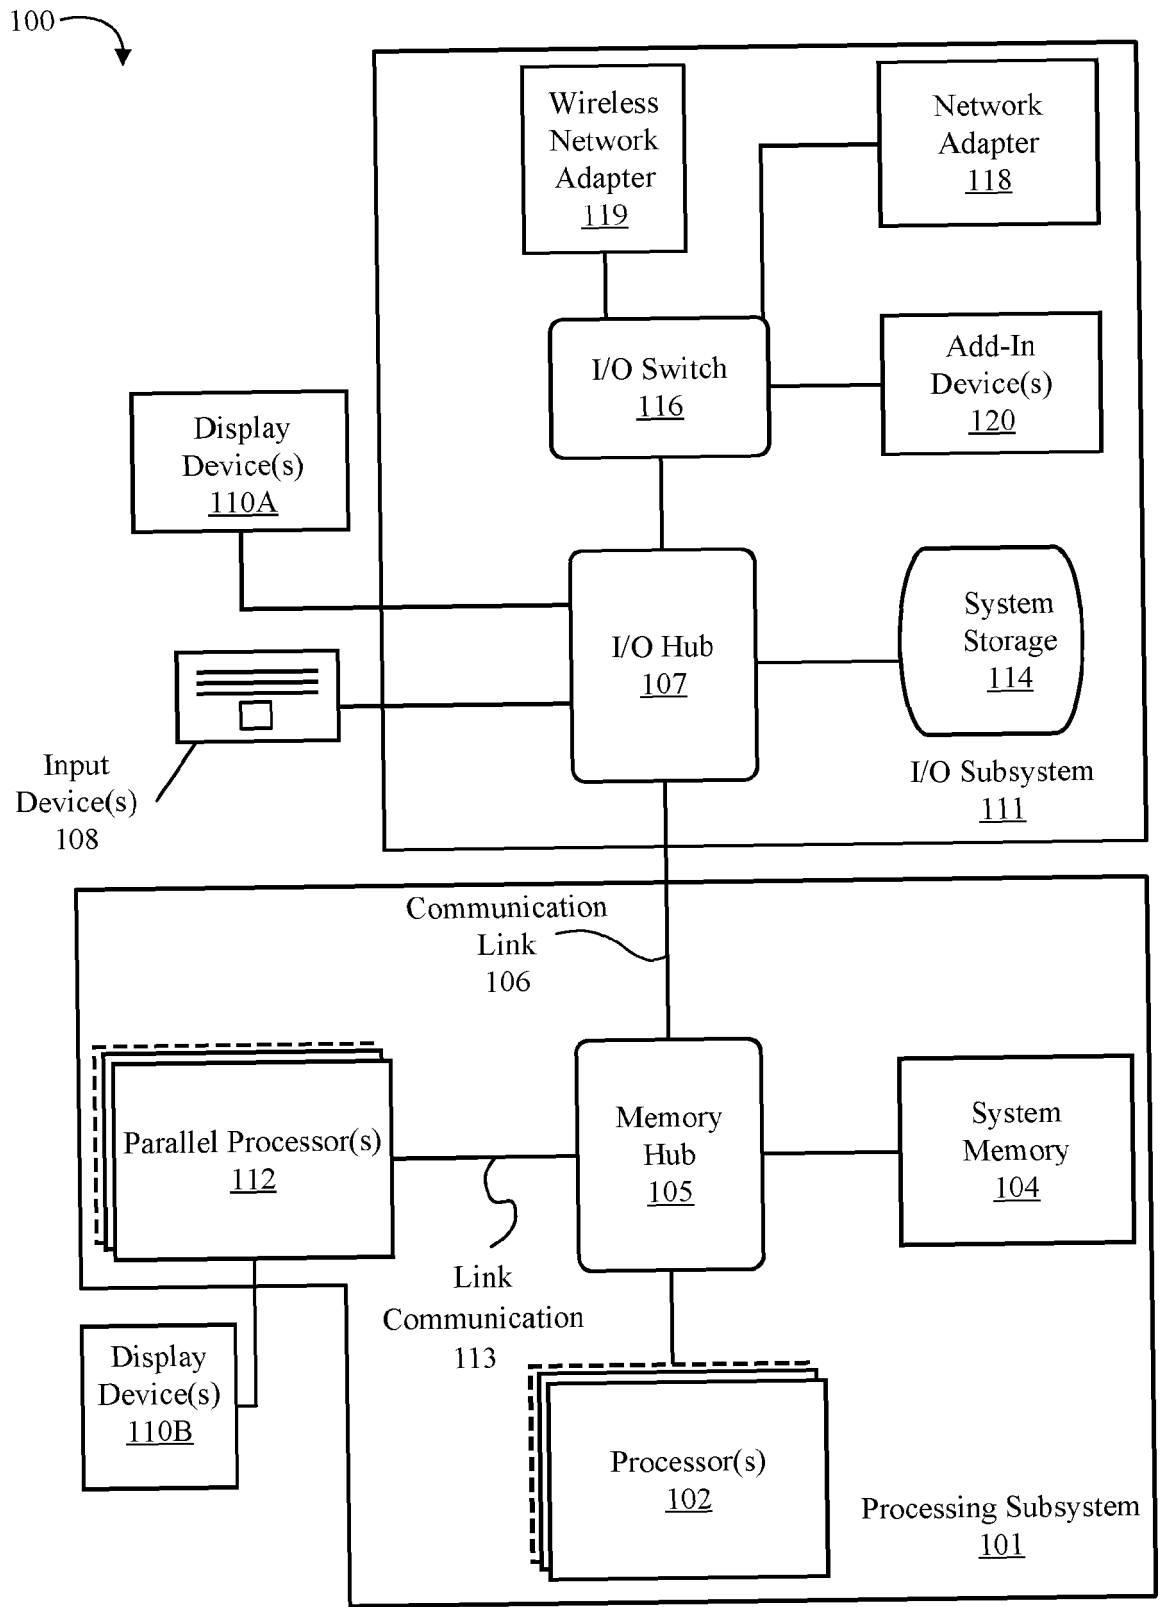 100
Wireless
Network
Adapter
119
Network
Adapter
118
I/O Switch
116
Add-In
Device(s)
120
Display
Device(s)
110A
I/O Hub
107
System
Storage
114
Input
Device(s)
108
I/O Subsystem
111
Communication
Link
106
Parallel Processor(s)
112
Memory
Hub
105
System
Memory
104
Link
Communication
113
Display
Device(s)
110B
Processor(s)
102
Processing Subsystem
101